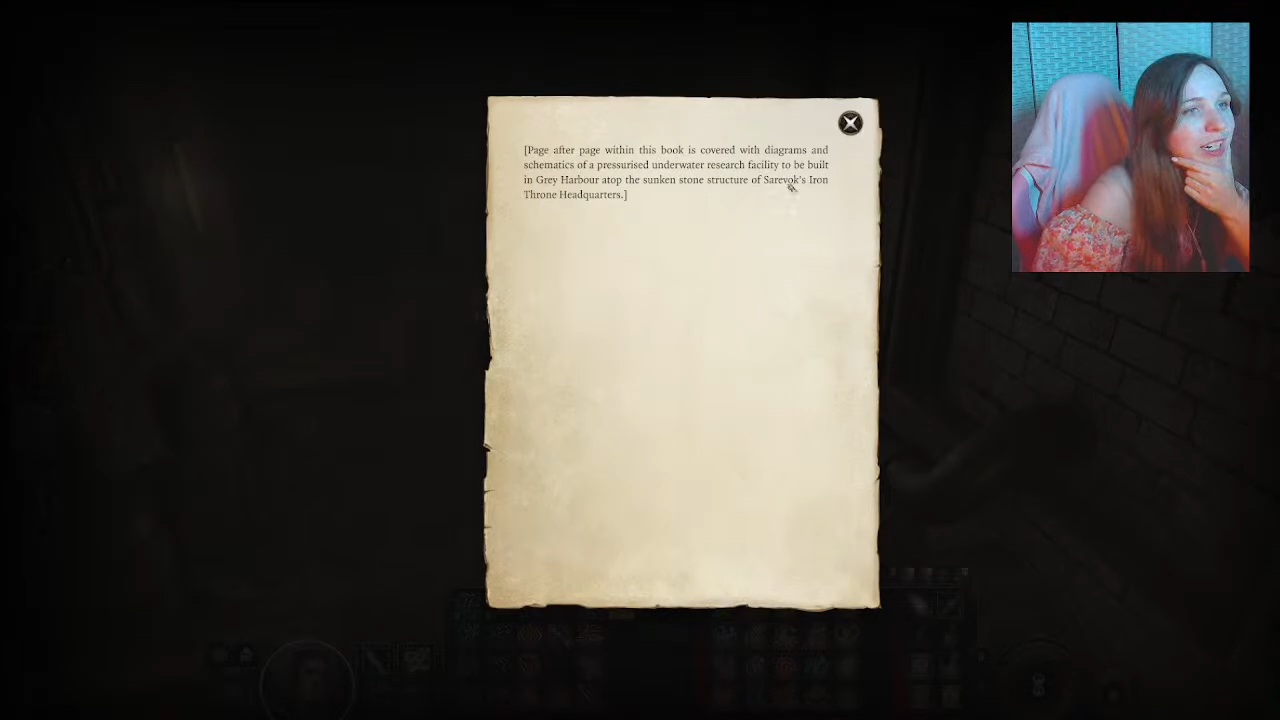 [Page after page within this book is covered with diagrams and
schematics of a pressurised underwater research facility to be built
in Grey Harbour atop the sunken stone structure of Sarevok's Iron
Throne Headquarters.]